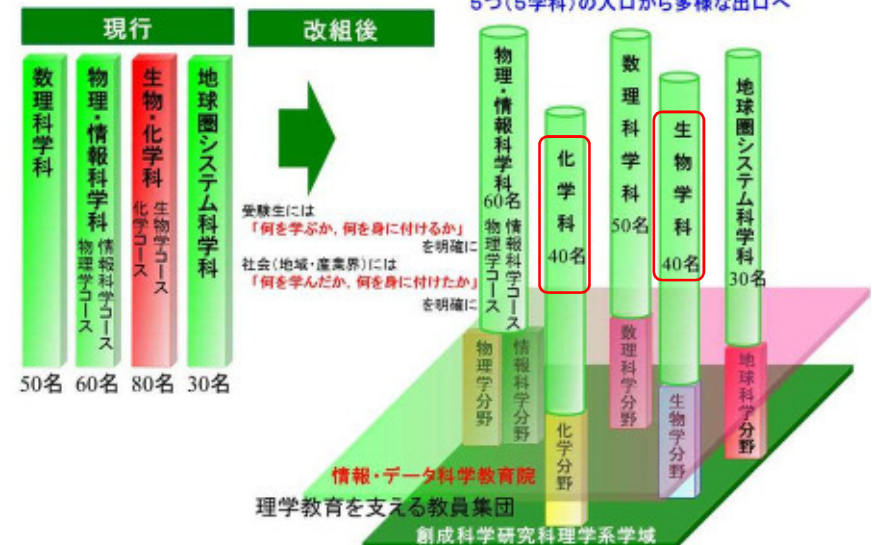 5つ(5学科)の入口から多様な出口へ
現行
改組後
数理科学科
物理・情報科学科
情報科学コース
物理学コース
生物・化学科
生物学コース
化学コース
地球圏システム科学科
50名
60名
80名
30名
受験生には
「何を学ぶか,何を身に付けるか」
を明確に
社会(地域・産業界)には
「何を学んだか、何を身に付けたか」
を明確に
物理・情報科学科
60名
情報科学コース
物理学コース
化学科
40名
数理科学科
50名
生物学科
40名
地球圏システム科学科
30名
物理学分野
情報科学分野
化学分野
数理科学分野
生物学分野
地球科学分野
情報・データ科学教育院
理学教育を支える教員集団
創成科学研究科理学系学域